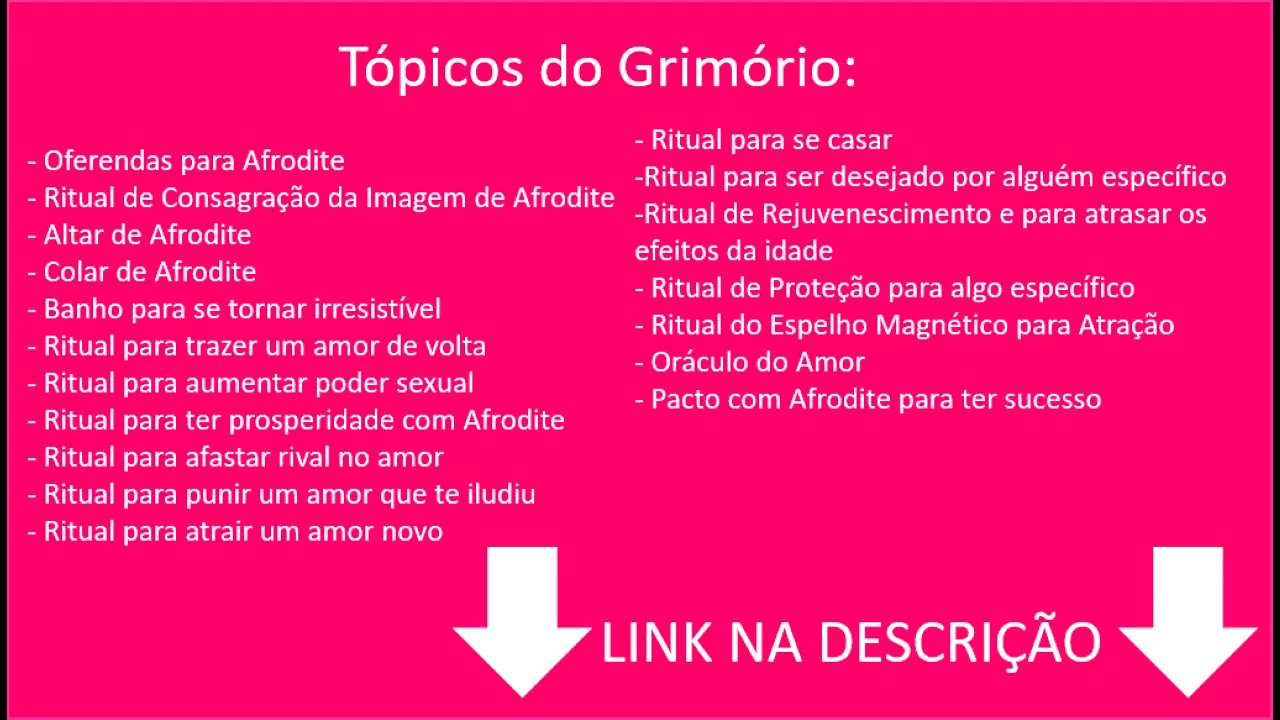 Tópicos do Grimório:
- Oferendas para Afrodite
- Ritual de Consagração da Imagem de Afrodite
- Altar de Afrodite
- Colar de Afrodite
- Banho para se tornar irresistível
- Ritual para trazer um amor de volta
- Ritual para aumentar poder sexual
- Ritual para ter prosperidade com Afrodite
- Ritual para afastar rival no amor
- Ritual para punir um amor que te iludiu
- Ritual para atrair um amor novo
- Ritual para se casar
-Ritual para ser desejado por alguém específico
-Ritual de Rejuvenescimento e para atrasar os
efeitos da idade
- Ritual de Proteção para algo específico
- Ritual do Espelho Magnético para Atração
- Oráculo do Amor
- Pacto com Afrodite para ter sucesso
LINK NA DESCRIÇÃO